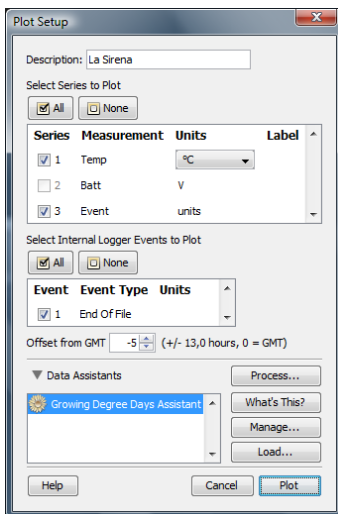 Plot Setup
Description: La Sirena
Select Series to Plot
All None
Series Measurement Units Label
1 Temp °C
2 Batt V
3 Event units
Select Internal Logger Events to Plot
All None
Event Event Type Units
1 End Of File
Offset from GMT -5 (+/- 13,0 hours, 0 = GMT)
Data Assistants Process...
Growing Degree Days Assistant What's This?
Manage...
Load...
Help Cancel Plot